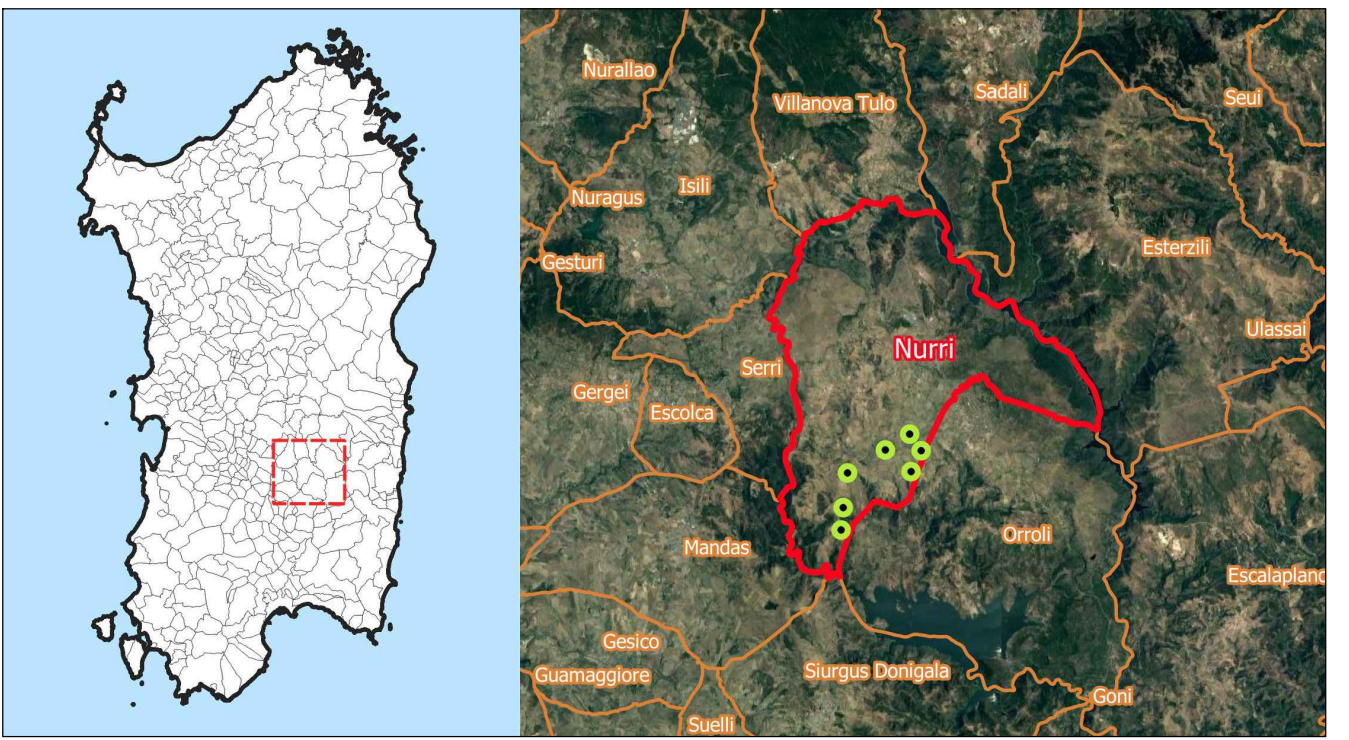 Nurallao
Villanova Tulo
Sadali
Seui
Isili
Nuragus
Esterzili
Gesturi
Ulassai
Nurri
Serri
Gergei
Escolca
Orroli
Mandas
Escalaplano
Gesico
Guamaggiore
Siurgus Donigala
Goni
Suelli